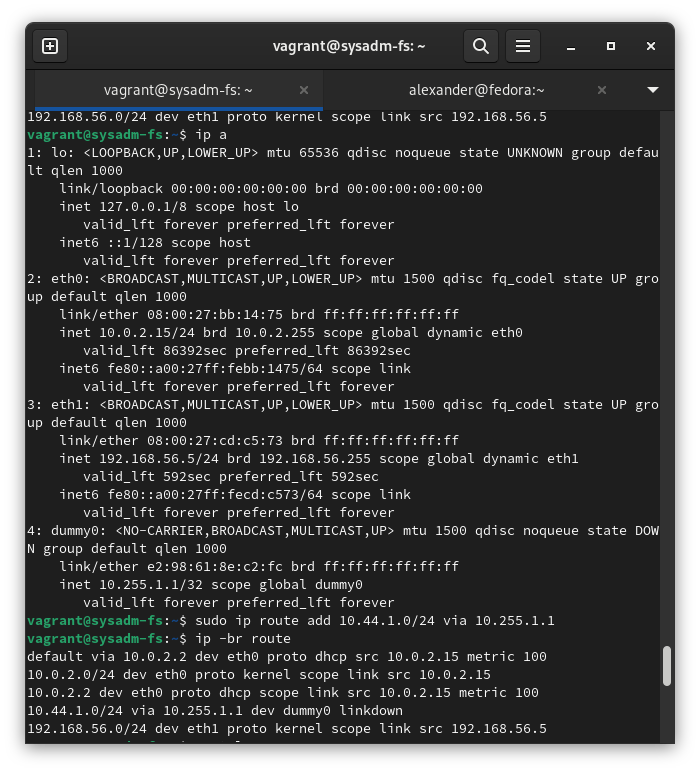 vagrant@sysadm-fs: ~
vagrant@sysadm-fs: ~
alexander@fedora:~
192.168.56.0/24 dev eth1 proto kernel scope link src 192.168.56.5
vagrant@sysadm-fs:~$ ip a
1: lo: <LOOPBACK,UP,LOWER_UP> mtu 65536 qdisc noqueue state UNKNOWN group defau
lt qlen 1000
link/loopback 00:00:00:00:00:00 brd 00:00:00:00:00:00
inet 127.0.0.1/8 scope host lo
valid_lft forever preferred_lft forever
inet6 ::1/128 scope host
valid_lft forever preferred_lft forever
2: eth0: <BROADCAST,MULTICAST,UP,LOWER_UP> mtu 1500 qdisc fq_codel state UP gro
up default qlen 1000
link/ether 08:00:27:bb:14:75 brd ff:ff:ff:ff:ff:ff
inet 10.0.2.15/24 brd 10.0.2.255 scope global dynamic eth0
valid_lft 86392sec preferred_lft 86392sec
inet6 fe80::a00:27ff:febb:1475/64 scope link
valid_lft forever preferred_lft forever
3: eth1: <BROADCAST,MULTICAST,UP,LOWER_UP> mtu 1500 qdisc fq_codel state UP gro
up default qlen 1000
link/ether 08:00:27:cd:c5:73 brd ff:ff:ff:ff:ff:ff
inet 192.168.56.5/24 brd 192.168.56.255 scope global dynamic eth1
valid_lft 592sec preferred_lft 592sec
inet6 fe80::a00:27ff:fecd:c573/64 scope link
valid_lft forever preferred_lft forever
4: dummy0: <NO-CARRIER,BROADCAST,MULTICAST,UP> mtu 1500 qdisc noqueue state DOW
N group default qlen 1000
link/ether e2:98:61:8e:c2:fc brd ff:ff:ff:ff:ff:ff
inet 10.255.1.1/32 scope global dummy0
valid_lft forever preferred_lft forever
vagrant@sysadm-fs:~$ sudo ip route add 10.44.1.0/24 via 10.255.1.1
vagrant@sysadm-fs:~$ ip -br route
default via 10.0.2.2 dev eth0 proto dhcp src 10.0.2.15 metric 100
10.0.2.0/24 dev eth0 proto kernel scope link src 10.0.2.15
10.0.2.2 dev eth0 proto dhcp scope link src 10.0.2.15 metric 100
10.44.1.0/24 via 10.255.1.1 dev dummy0 linkdown
192.168.56.0/24 dev eth1 proto kernel scope link src 192.168.56.5